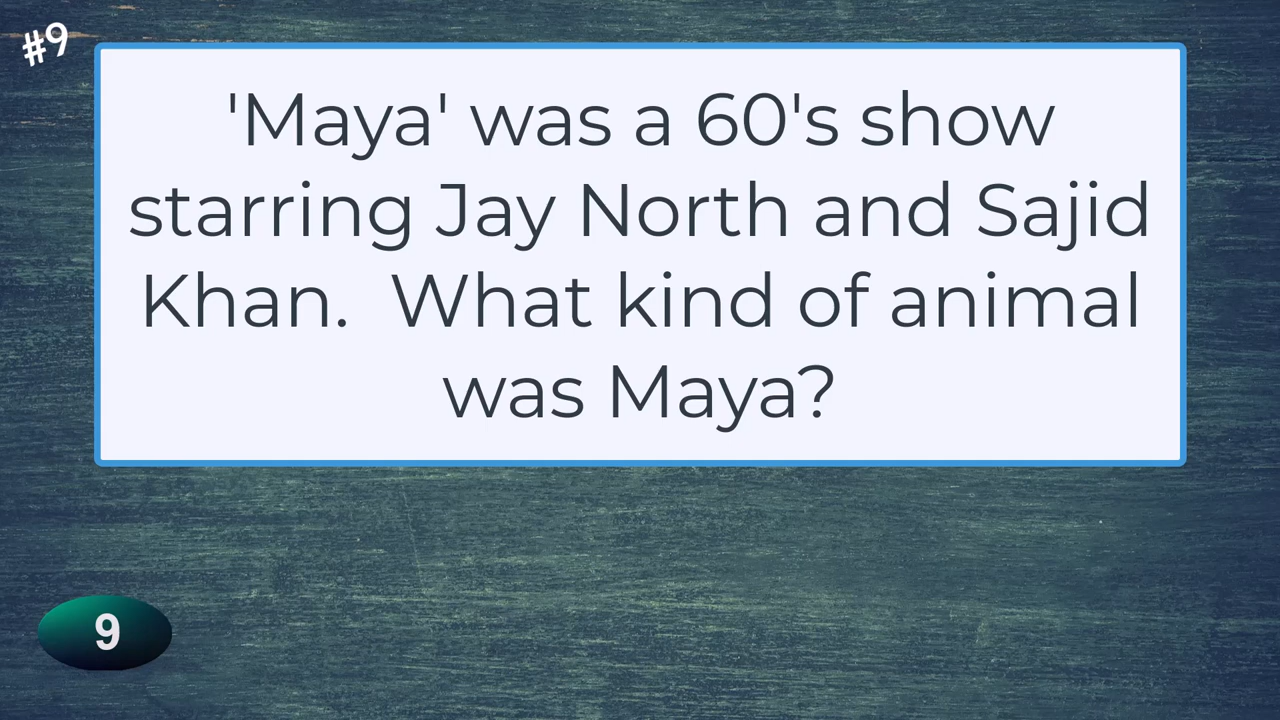 #9
'Maya' was a 60's show
starring Jay North and Sajid
Khan.  What kind of animal
was Maya?
9